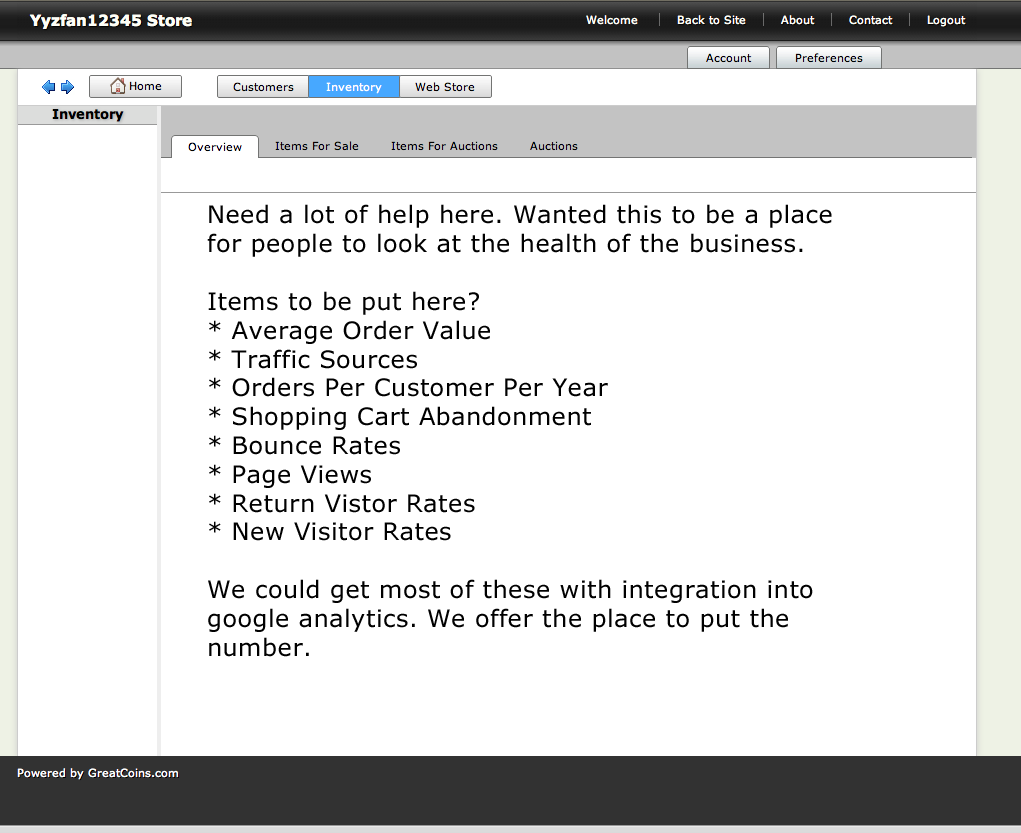 Yyzfan12345 Store
Welcome
Back to Site
About
Contact
Logout
Account
Preferences
Home
Customers
Inventory
Web Store
Inventory
Overview
Items For Sale
Items For Auctions
Auctions
Need a lot of help here. Wanted this to be a place
for people to look at the health of the business.
Items to be put here?
* Average Order Value
* Traffic Sources
* Orders Per Customer Per Year
* Shopping Cart Abandonment
* Bounce Rates
* Page Views
* Return Vistor Rates
* New Visitor Rates
We could get most of these with integration into
google analytics. We offer the place to put the
number.
Powered by GreatCoins.com